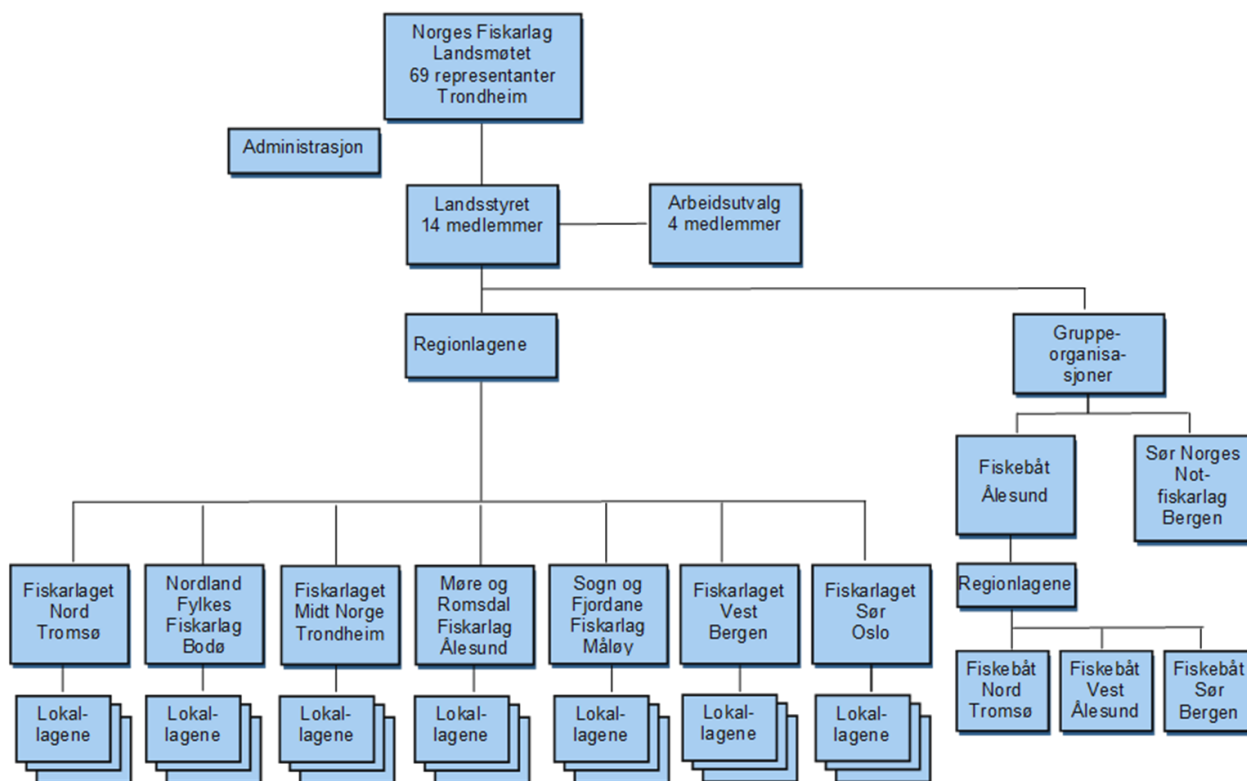 Norges Fiskarlag
Landsmøtet
69 representanter
Trondheim
Administrasjon
Landsstyret
14 medlemmer
Arbeidsutvalg
4 medlemmer
Regionlagene
Gruppe-
organisa-
sjoner
Fiskebåt
Ålesund
Sør Norges
Not-
fiskarlag
Bergen
Regionlagene
Fiskebåt
Nord
Tromsø
Fiskebåt
Vest
Ålesund
Fiskebåt
Sør
Bergen
Fiskarlaget
Nord
Tromsø
Nordland
Fylkes
Fiskarlag
Bodø
Fiskarlaget
Midt Norge
Trondheim
Møre og
Romsdal
Fiskarlag
Ålesund
Sogn og
Fjordane
Fiskarlag
Måløy
Fiskarlaget
Vest
Bergen
Fiskarlaget
Sør
Oslo
Lokal-
lagene
Lokal-
lagene
Lokal-
lagene
Lokal-
lagene
Lokal-
lagene
Lokal-
lagene
Lokal-
lagene